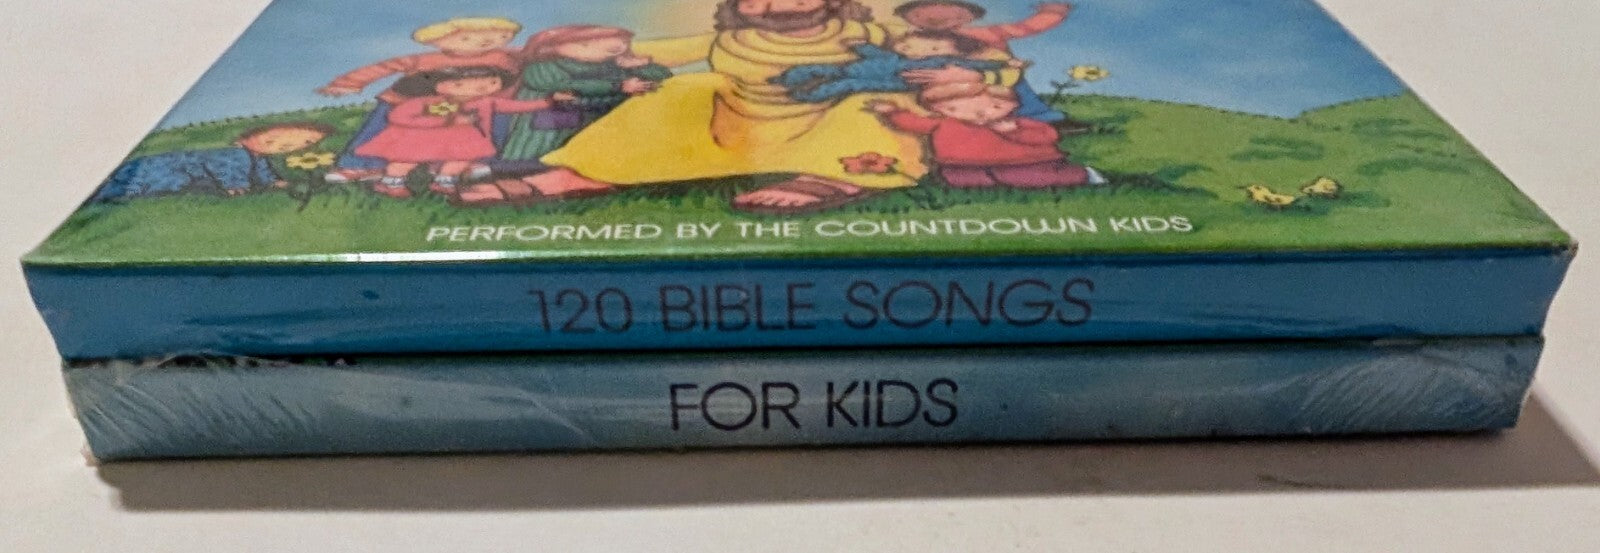 PERFORMED BY THE COUNTDOWN KIDS
120 BIBLE SONGS
FOR KIDS